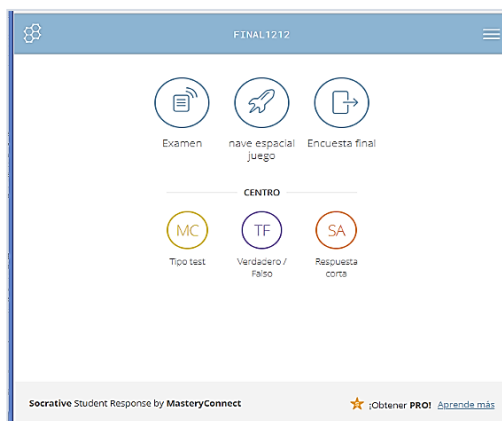 FINAL1212
Examen
nave espacial
juego
Encuesta final
CENTRO
MC
TF
SA
Tipo test
Verdadero /
Falso
Respuesta
corta
Socrative Student Response by MasteryConnect
¡Obtener PRO! Aprende más